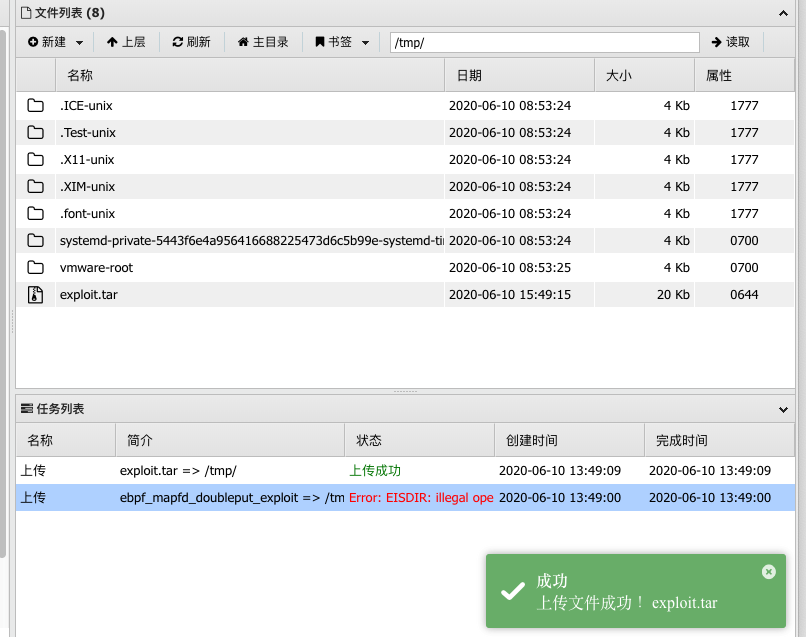 文件列表 (8)
新建 上层 刷新 主目录 书签 /tmp/ 读取
名称 日期 大小 属性
.ICE-unix 2020-06-10 08:53:24 4 Kb 1777
.Test-unix 2020-06-10 08:53:24 4 Kb 1777
.X11-unix 2020-06-10 08:53:24 4 Kb 1777
.XIM-unix 2020-06-10 08:53:24 4 Kb 1777
.font-unix 2020-06-10 08:53:24 4 Kb 1777
systemd-private-5443f6e4a956416688225473d6c5b99e-systemd-ti 2020-06-10 08:53:24 4 Kb 0700
vmware-root 2020-06-10 08:53:25 4 Kb 0700
exploit.tar 2020-06-10 15:49:15 20 Kb 0644
任务列表
名称 简介 状态 创建时间 完成时间
上传 exploit.tar => /tmp/ 上传成功 2020-06-10 13:49:09 2020-06-10 13:49:09
上传 ebpf_mapfd_doubleput_exploit => /tm Error: EISDIR: illegal ope 2020-06-10 13:49:00 2020-06-10 13:49:00
成功
上传文件成功！ exploit.tar